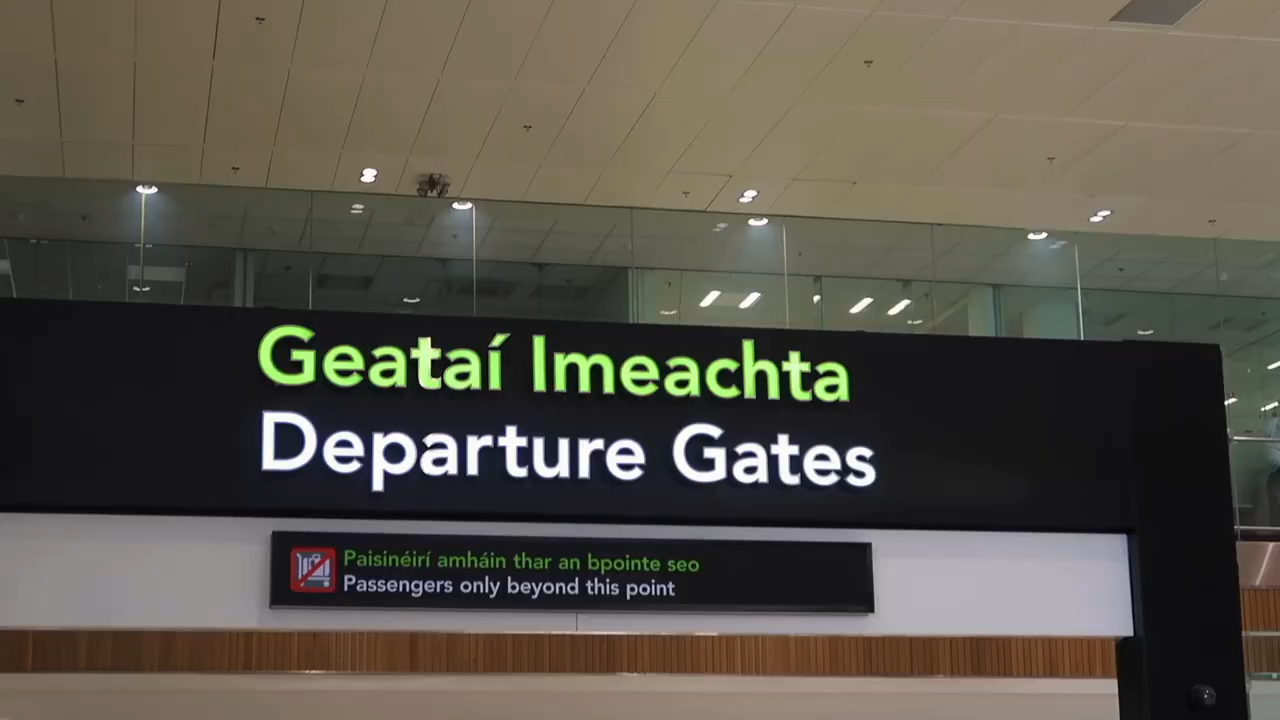 Geataí Imeachta
Departure Gates
Paisinéirí amháin thar an bpointe seo
Passengers only beyond this point